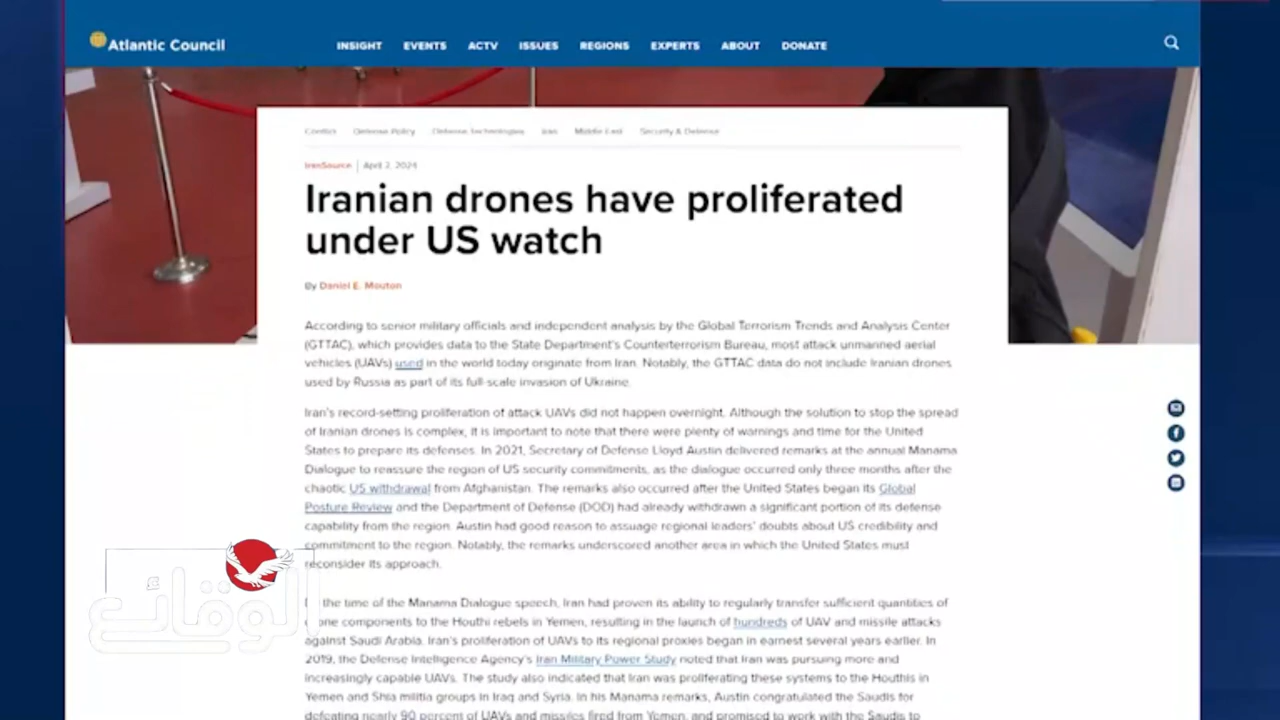 Atlantic Council
INSIGHT EVENTS ACTV ISSUES REGIONS EXPERTS ABOUT DONATE
Conflict Defense Policy Defense Technologies Iran Middle East Security & Defense
IranSource | April 2, 2024
Iranian drones have proliferated
under US watch
By Daniel E. Mouton
According to senior military officials and independent analysis by the Global Terrorism Trends and Analysis Center
(GTTAC), which provides data to the State Department's Counterterrorism Bureau, most attack unmanned aerial
vehicles (UAVs) used in the world today originate from Iran. Notably, the GTTAC data do not include Iranian drones
used by Russia as part of its full-scale invasion of Ukraine.
Iran's record-setting proliferation of attack UAVs did not happen overnight. Although the solution to stop the spread
of Iranian drones is complex, it is important to note that there were plenty of warnings and time for the United
States to prepare its defenses. In 2021, Secretary of Defense Lloyd Austin delivered remarks at the annual Manama
Dialogue to reassure the region of US security commitments, as the dialogue occurred only three months after the
chaotic US withdrawal from Afghanistan. The remarks also occurred after the United States began its Global
Posture Review and the Department of Defense (DOD) had already withdrawn a significant portion of its defense
capability from the region. Austin had good reason to assuage regional leaders' doubts about US credibility and
commitment to the region. Notably, the remarks underscored another area in which the United States must
reconsider its approach.
the time of the Manama Dialogue speech, Iran had proven its ability to regularly transfer sufficient quantities of
components to the Houthi rebels in Yemen, resulting in the launch of hundreds of UAV and missile attacks
against Saudi Arabia. Iran's proliferation of UAVs to its regional proxies began in earnest several years earlier. In
2019, the Defense Intelligence Agency's Iran Military Power Study noted that Iran was pursuing more and
increasingly capable UAVs. The study also indicated that Iran was proliferating these systems to the Houthis in
Yemen and Shia militia groups in Iraq and Syria. In his Manama remarks, Austin congratulated the Saudis for
defeating nearly 90 percent of UAVs and missiles fired from Yemen, and promised to work with the Saudis to
الوقائع